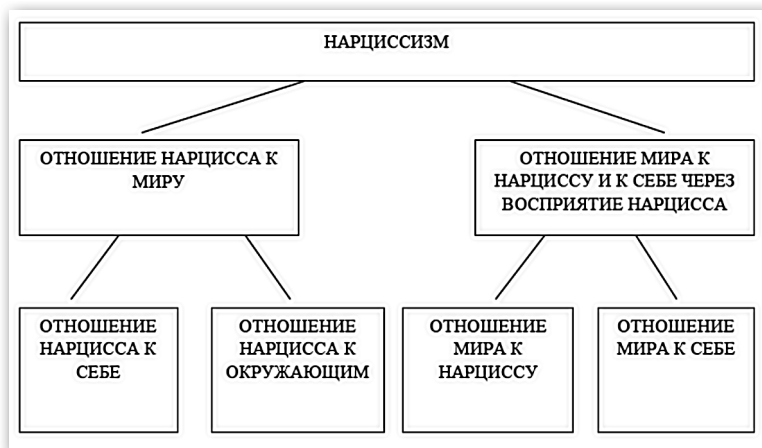 НАРЦИССИЗМ
ОТНОШЕНИЕ НАРЦИССА К
МИРУ
ОТНОШЕНИЕ МИРА К
НАРЦИССУ И К СЕБЕ ЧЕРЕЗ
ВОСПРИЯТИЕ НАРЦИССА
ОТНОШЕНИЕ
НАРЦИССА К
СЕБЕ
ОТНОШЕНИЕ
НАРЦИССА К
ОКРУЖАЮЩИМ
ОТНОШЕНИЕ
МИРА К
НАРЦИССУ
ОТНОШЕНИЕ
МИРА К СЕБЕ